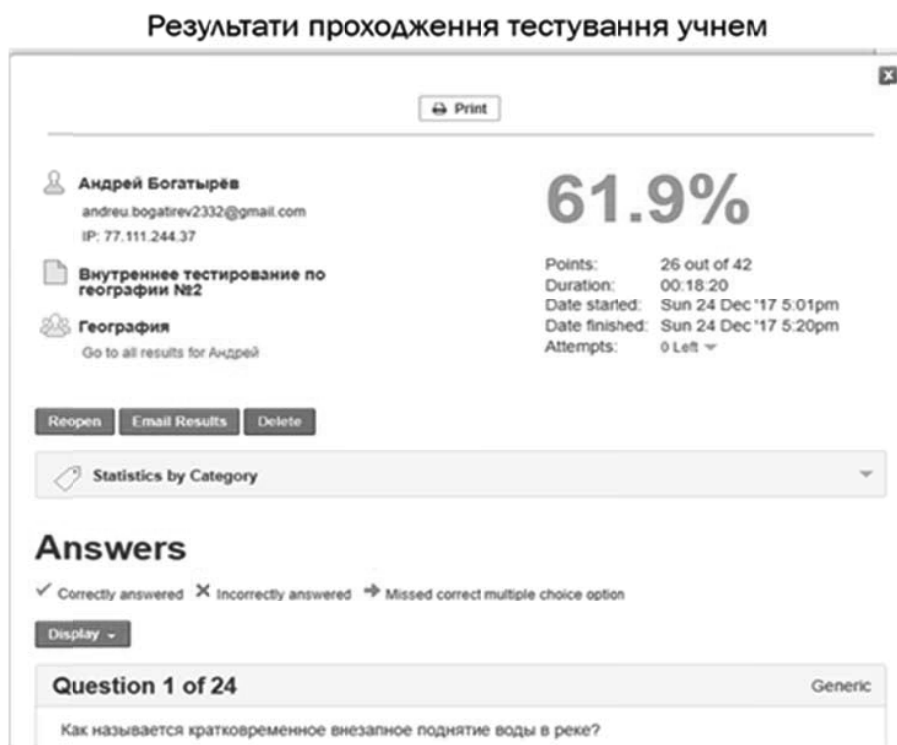 Результати проходження тестування учнем
x
Print
Андрей Богатырёв
andreu.bogatirev2332@gmail.com
IP: 77.111.244.37
Внутреннее тестирование по
географии №2
География
Go to all results for Андрей
61.9%
Points: 26 out of 42
Duration: 00:18:20
Date started: Sun 24 Dec '17 5:01pm
Date finished: Sun 24 Dec '17 5:20pm
Attempts: 0 Left
Reopen Email Results Delete
Statistics by Category
Answers
Correctly answered Incorrectly answered Missed correct multiple choice option
Display
Question 1 of 24 Generic
Как называется кратковременное внезапное поднятие воды в реке?